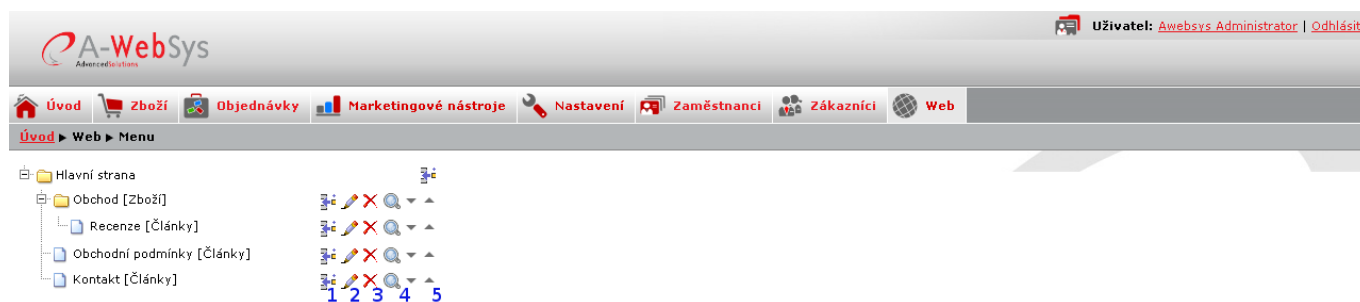 Uživatel: Awebsys Administrator | Odhlásit
A-WebSys
AdvancedSolutions
Úvod Zboží Objednávky Marketingové nástroje Nastavení Zaměstnanci Zákazníci Web
Úvod ▶ Web ▶ Menu
Hlavní strana
Obchod [Zboží]
Recenze [Články]
Obchodní podmínky [Články]
Kontakt [Články]
1 2 3 4 5